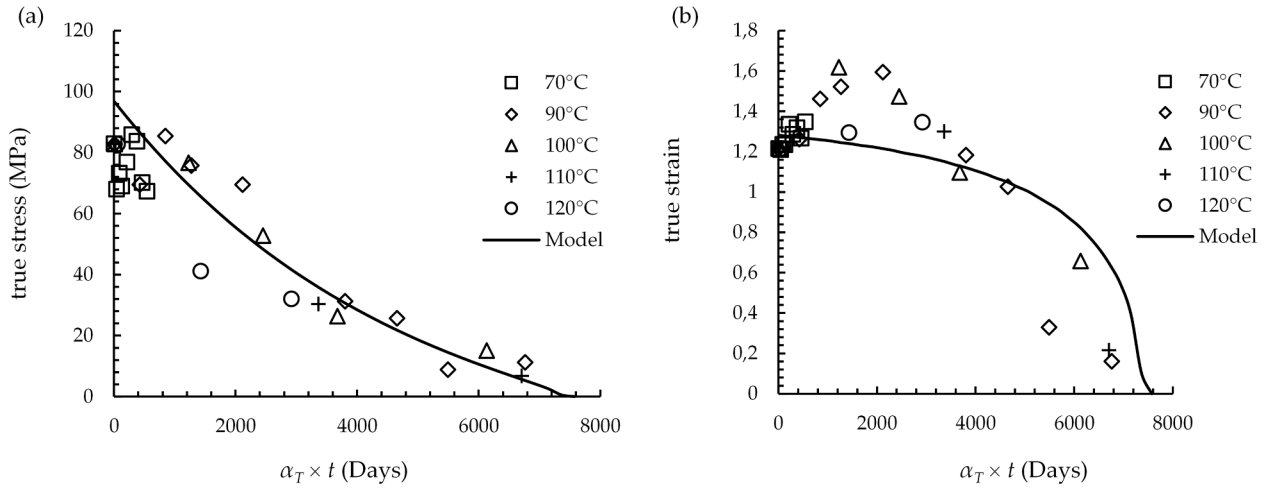 (a)
true stress (MPa)
120
100
80
60
40
20
0
0 2000 4000 6000 8000
α_T × t (Days)
70°C
90°C
100°C
110°C
120°C
Model
(b)
true strain
1,8
1,6
1,4
1,2
1
0,8
0,6
0,4
0,2
0
0 2000 4000 6000 8000
α_T × t (Days)
70°C
90°C
100°C
110°C
120°C
Model